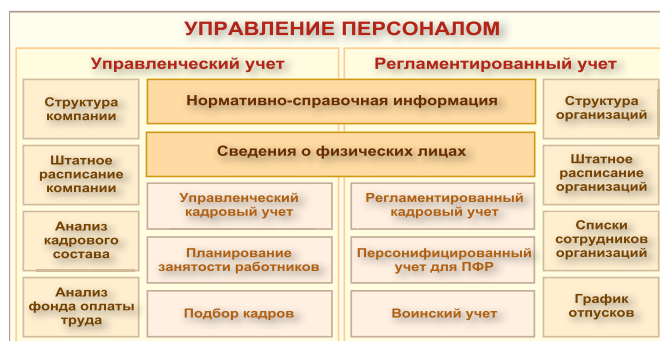 УПРАВЛЕНИЕ ПЕРСОНАЛОМ
Управленческий учет
Регламентированный учет
Структура
компании
Нормативно-справочная информация
Структура
организаций
Сведения о физических лицах
Штатное
расписание
компании
Штатное
расписание
организаций
Управленческий
кадровый учет
Регламентированный
кадровый учет
Анализ
кадрового
состава
Списки
сотрудников
организаций
Планирование
занятости работников
Персонифицированный
учет для ПФР
Анализ
фонда оплаты
труда
Подбор кадров
Воинский учет
График
отпусков